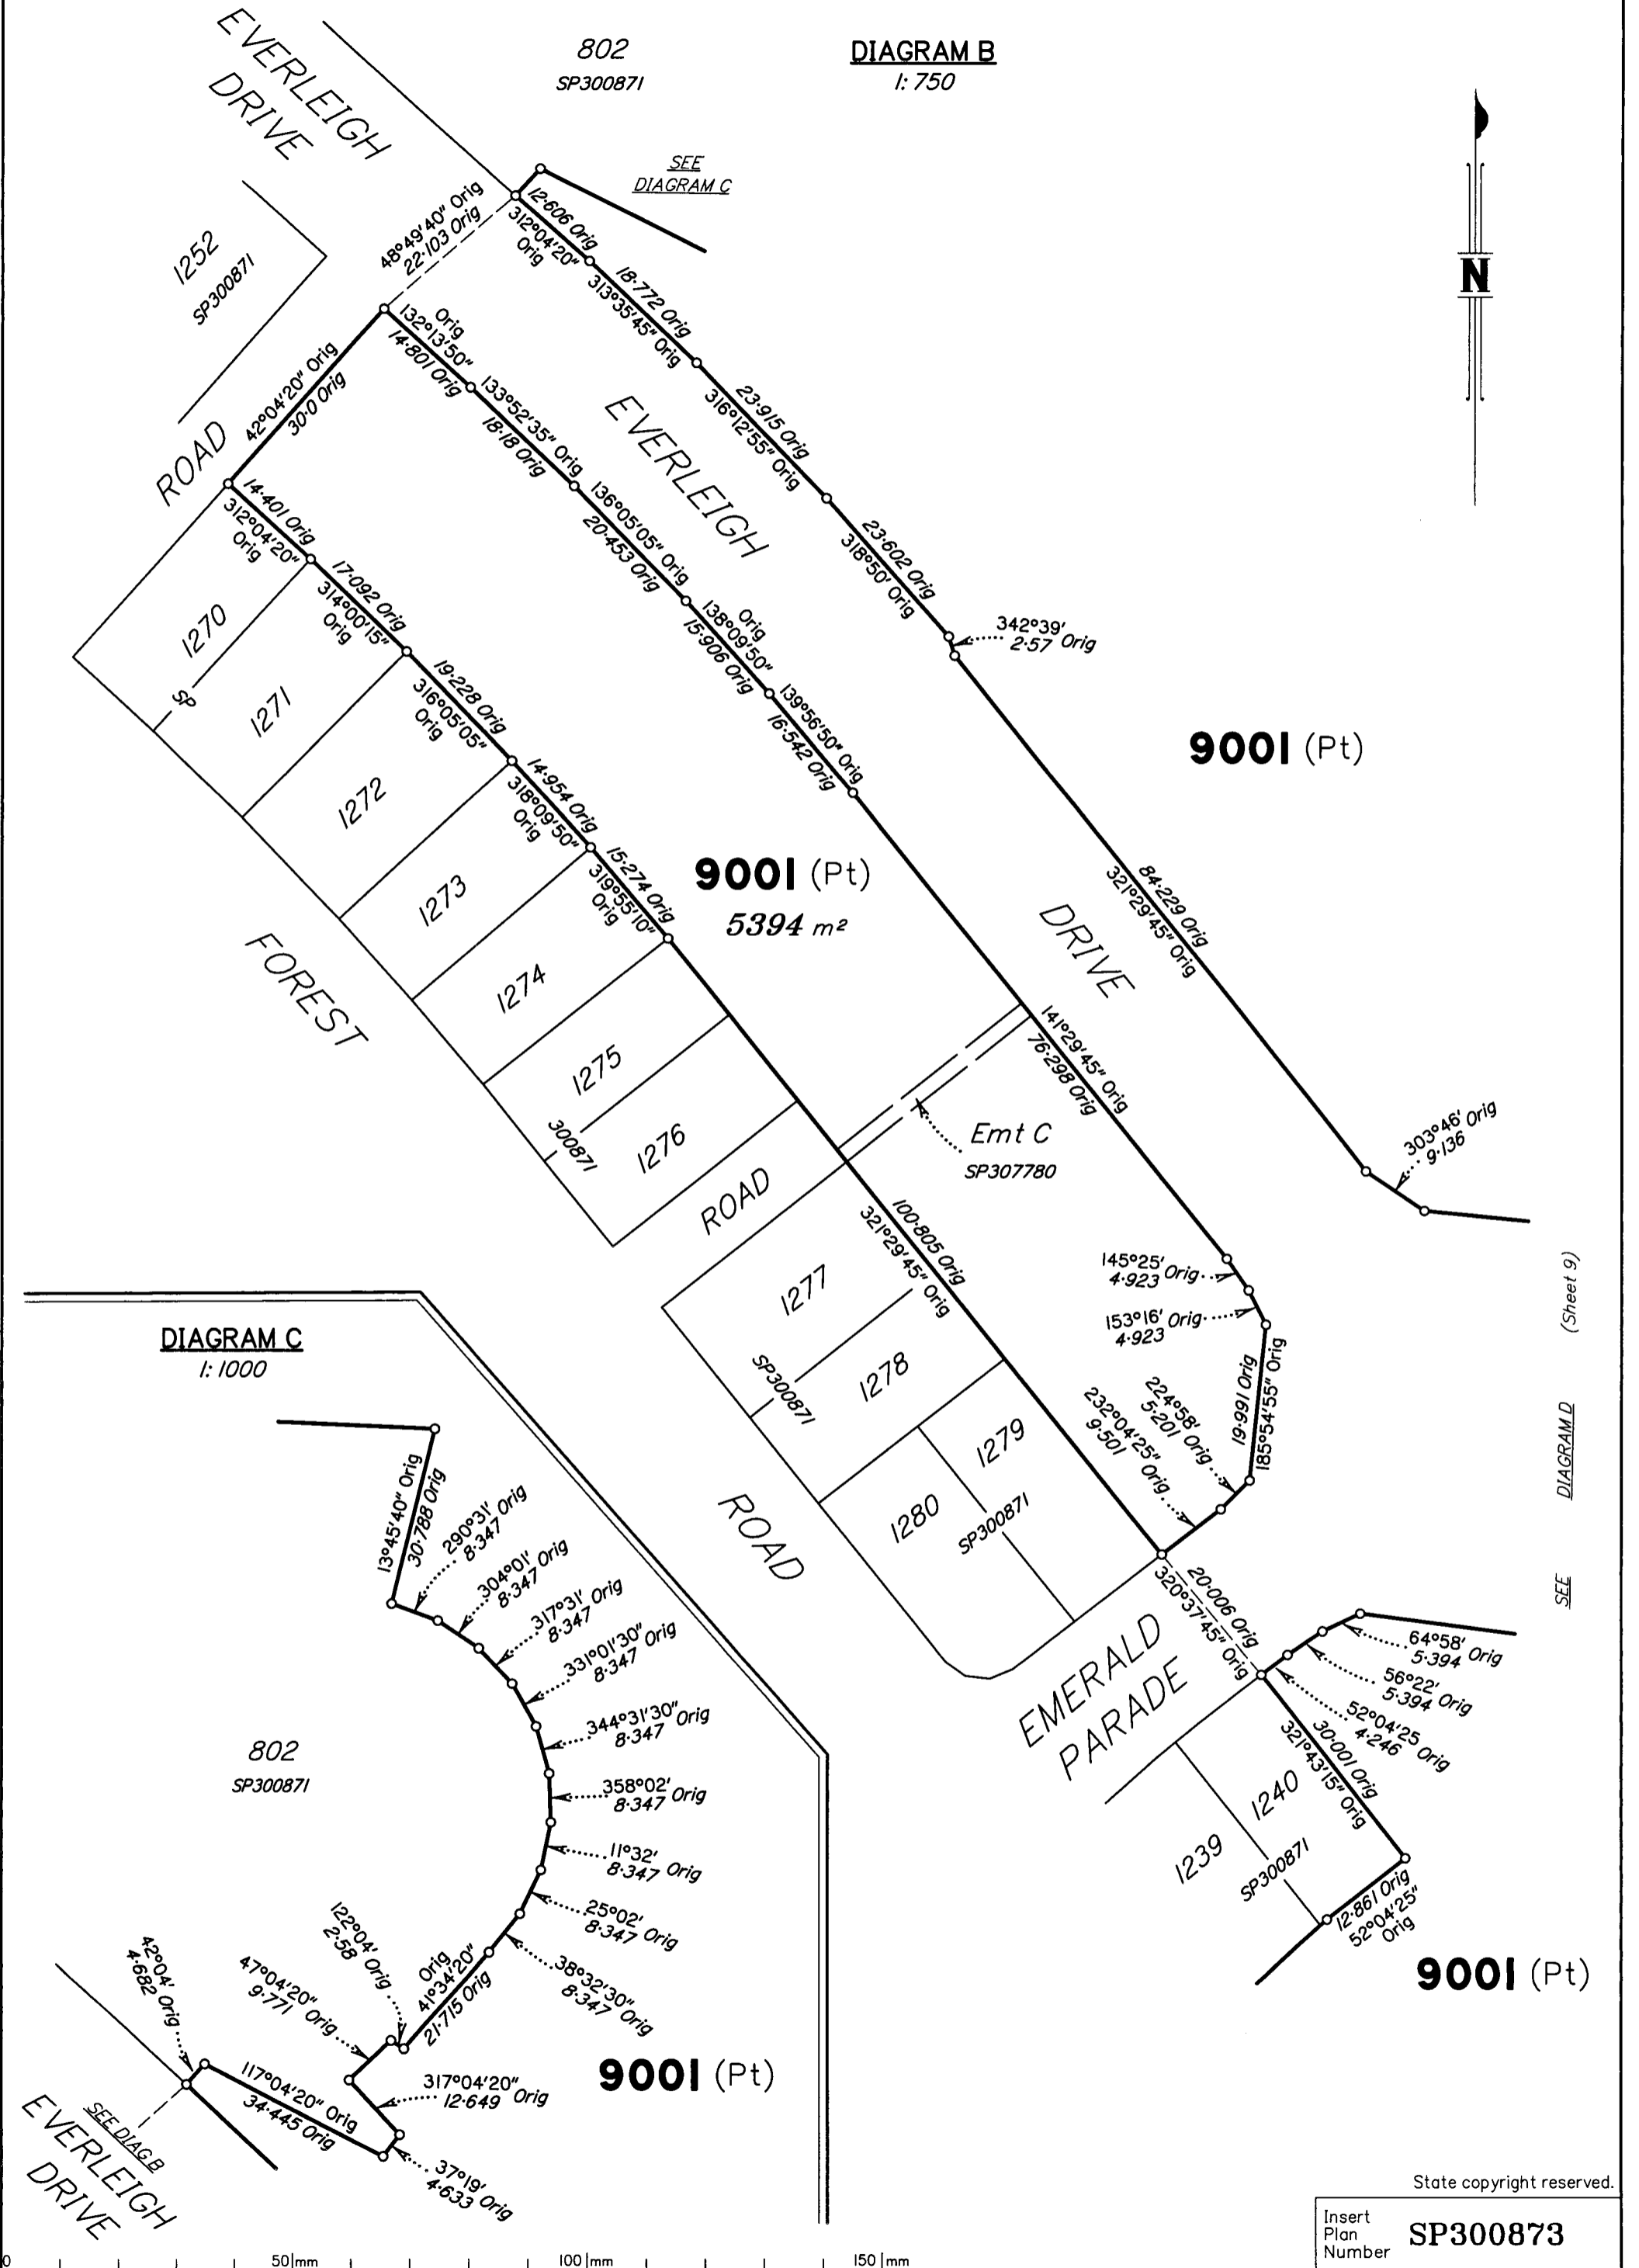 EVERLEIGH
DRIVE
802
SP300871
DIAGRAM B
1: 750
N
SEE
DIAGRAM C
1252
SP300871
48°49'40" Orig
22·103 Orig
12·606 Orig
312°04'20"
Orig
18·772 Orig
313°35'45" Orig
23·915 Orig
316°12'55" Orig
23·602 Orig
318°50' Orig
342°39'
2·57 Orig
84·229 Orig
321°29'45" Orig
303°46' Orig
9·136
ROAD
42°04'20" Orig
30·0 Orig
Orig
132°13'50"
14·801 Orig
133°52'35" Orig
18·18 Orig
136°05'05" Orig
20·453 Orig
Orig
138°09'50"
15·906 Orig
139°56'50" Orig
16·542 Orig
EVERLEIGH
DRIVE
141°29'45" Orig
76·298 Orig
14·401 Orig
312°04'20"
Orig
17·092 Orig
314°00'15"
Orig
19·228 Orig
316°05'05"
Orig
14·954 Orig
318°09'50"
Orig
15·274 Orig
319°55'10"
Orig
100·805 Orig
321°29'45" Orig
1270
SP
1271
1272
1273
1274
1275
300871
1276
9001 (Pt)
9001 (Pt)
5394 m²
FOREST
ROAD
Emt C
SP307780
1277
SP300871
1278
1279
1280
SP300871
ROAD
145°25' Orig
4·923
153°16' Orig
4·923
19·991 Orig
185°54'55" Orig
224°58'
5·201 Orig
232°04'25" Orig
9·501
20·006 Orig
320°37'45" Orig
EMERALD
PARADE
64°58' Orig
5·394
56°22' Orig
5·394
52°04'25 Orig
4·246
30·001 Orig
321°43'15" Orig
1240
1239
SP300871
12·861 Orig
52°04'25"
Orig
9001 (Pt)
SEE DIAGRAM D (Sheet 9)
DIAGRAM C
1: 1000
13°45'40" Orig
30·788 Orig
290°31' Orig
8·347
304°01' Orig
8·347
317°31' Orig
8·347
331°01'30" Orig
8·347
344°31'30" Orig
8·347
358°02' Orig
8·347
11°32' Orig
8·347
25°02' Orig
8·347
38°32'30" Orig
8·347
802
SP300871
Orig
41°34'20"
21·715 Orig
122°04' Orig
2·58
47°04'20" Orig
9·771
42°04' Orig
4·682
117°04'20" Orig
34·445 Orig
317°04'20" Orig
12·649
37°19' Orig
4·633
9001 (Pt)
SEE DIAG B
EVERLEIGH
DRIVE
0 50 mm 100 mm 150 mm
State copyright reserved.
Insert
Plan
Number
SP300873